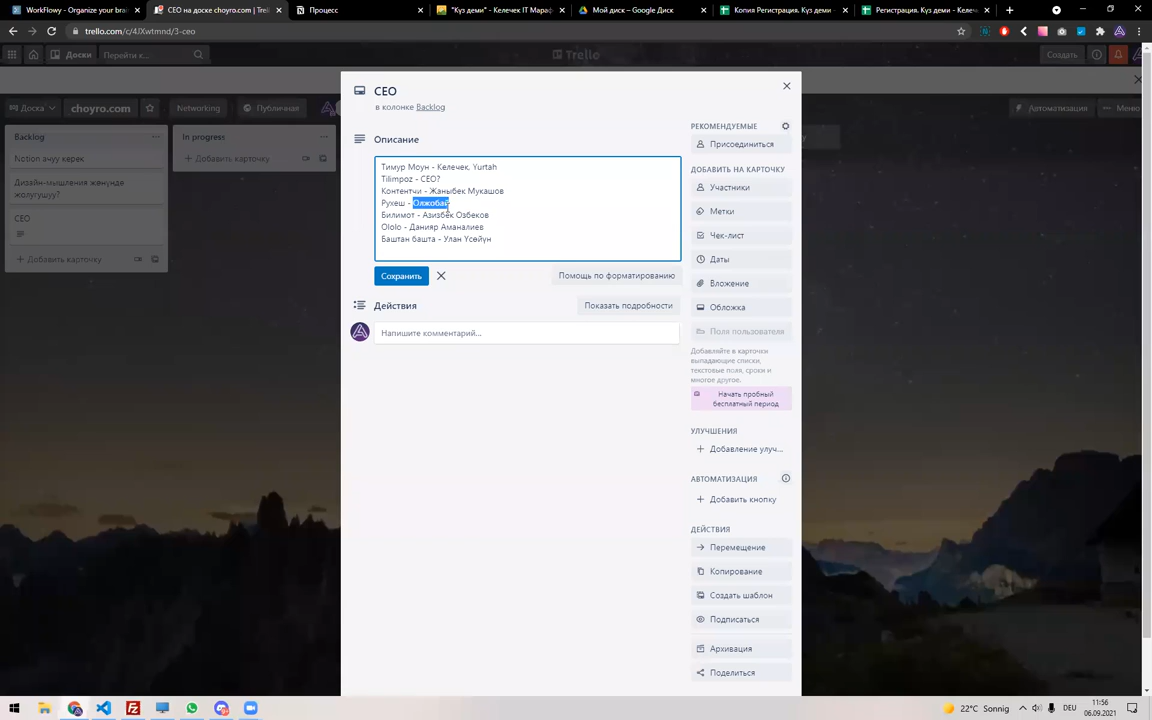 WorkFlowy - Organize your brai
CEO на доске choyro.com | Trell
Процесс
"Күз деми" - Келечек IT Мараф
Мой диск – Google Диск
Копия Регистрация. Күз деми -
Регистрация. Күз деми - Келеч
trello.com/c/4JXwtmnd/3-ceo
Доски
Перейти к...
Trello
Создать
Доска
choyro.com
Networking
Публичная
Автоматизация
Меню
Backlog
Notion ачуу керек
Дизайн-мышления жөнүндө
жолугушуу?
CEO
Добавить карточку
In progress
Добавить карточку
CEO
в колонке Backlog
Описание
Тимур Моун - Келечек, Yurtah
Tilimpoz - CEO?
Контентчи - Жаныбек Мукашов
Рухеш - Олжобай
Билимот - Азизбек Озбеков
Ololo - Данияр Аманалиев
Баштан башта - Улан Үсөйүн
Сохранить
Помощь по форматированию
Действия
Показать подробности
Напишите комментарий...
РЕКОМЕНДУЕМЫЕ
Присоединиться
ДОБАВИТЬ НА КАРТОЧКУ
Участники
Метки
Чек-лист
Даты
Вложение
Обложка
Поля пользователя
Добавляйте в карточки
выпадающие списки,
текстовые поля, сроки и
многое другое.
Начать пробный
бесплатный период
УЛУЧШЕНИЯ
Добавление улуч...
АВТОМАТИЗАЦИЯ
Добавить кнопку
ДЕЙСТВИЯ
Перемещение
Копирование
Создать шаблон
Подписаться
Архивация
Поделиться
22°C Sonnig
DEU
11:56
06.09.2021